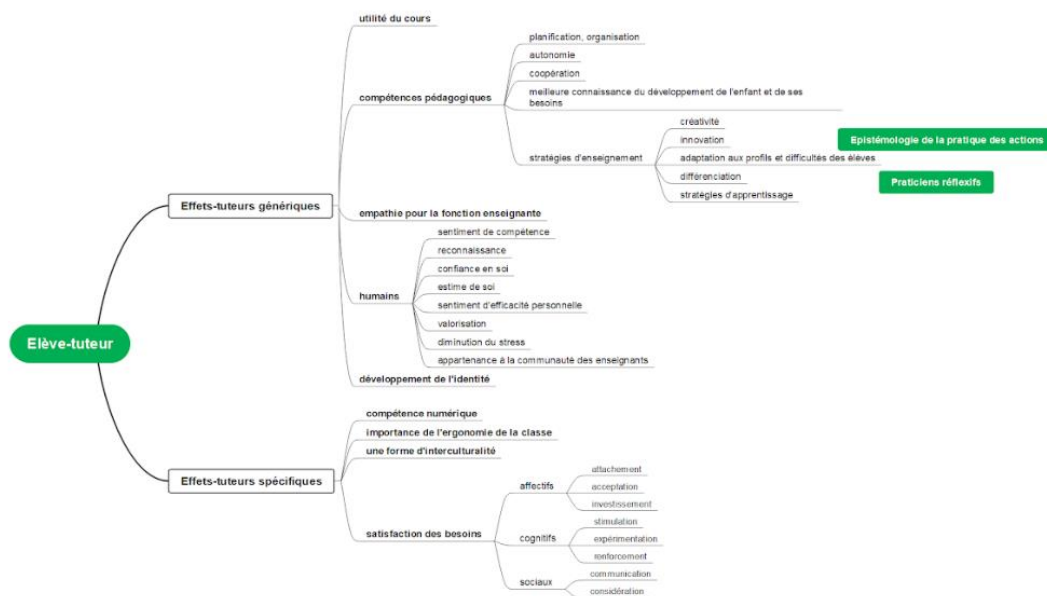 utilité du cours
planification, organisation
autonomie
coopération
compétences pédagogiques
meilleure connaissance du développement de l'enfant et de ses
besoins
créativité
innovation
Epistémologie de la pratique des actions
stratégies d'enseignement
adaptation aux profils et difficultés des élèves
différenciation
Praticiens réflexifs
stratégies d'apprentissage
Effets-tuteurs génériques
empathie pour la fonction enseignante
sentiment de compétence
reconnaissance
confiance en soi
estime de soi
humains
sentiment d'efficacité personnelle
valorisation
diminution du stress
appartenance à la communauté des enseignants
Elève-tuteur
développement de l'identité
compétence numérique
importance de l'ergonomie de la classe
une forme d'interculturalité
Effets-tuteurs spécifiques
attachement
affectifs
acceptation
investissement
satisfaction des besoins
stimulation
cognitifs
expérimentation
renforcement
communication
sociaux
considération